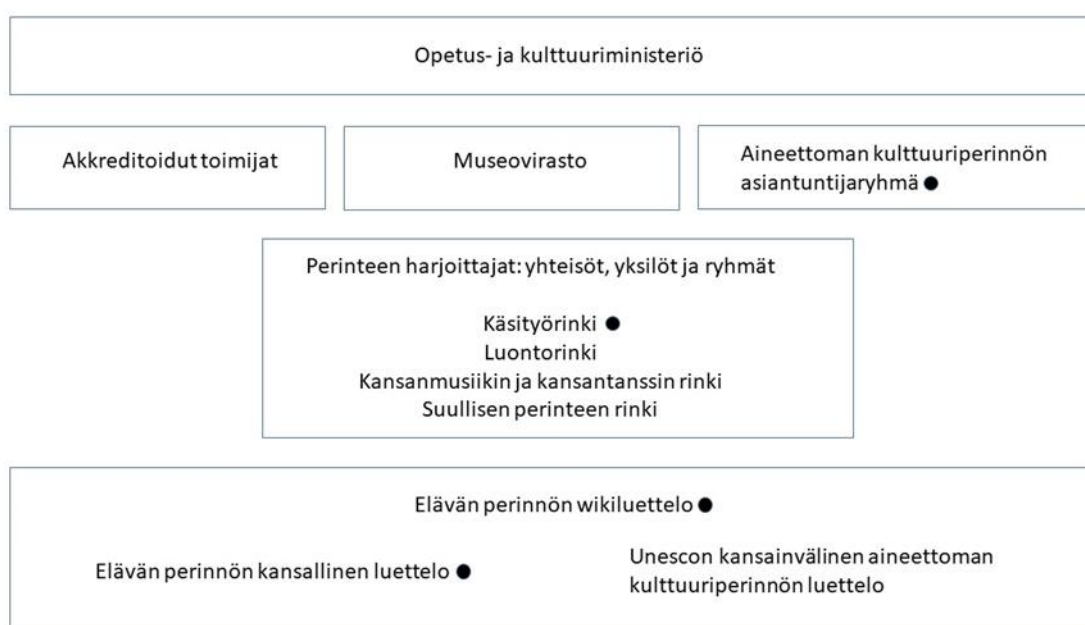 Opetus- ja kulttuuriministeriö
Akkreditoidut toimijat
Museovirasto
Aineettoman kulttuuriperinnön
asiantuntijaryhmä ●
Perinteen harjoittajat: yhteisöt, yksilöt ja ryhmät
Käsityörinki ●
Luontorinki
Kansanmusiikin ja kansantanssin rinki
Suullisen perinteen rinki
Elävän perinnön wikiluettelo ●
Elävän perinnön kansallinen luettelo ●
Unescon kansainvälinen aineettoman
kulttuuriperinnön luettelo